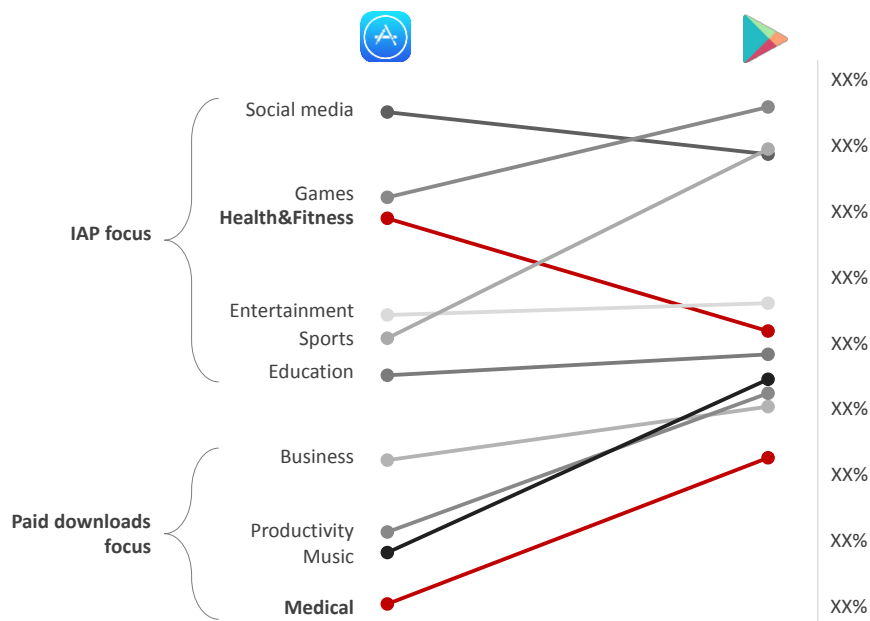 XX%
Social media
XX%
Games
Health&Fitness
XX%
IAP focus
XX%
Entertainment
Sports
XX%
Education
XX%
Business
XX%
Paid downloads
focus
Productivity
XX%
Music
Medical
XX%